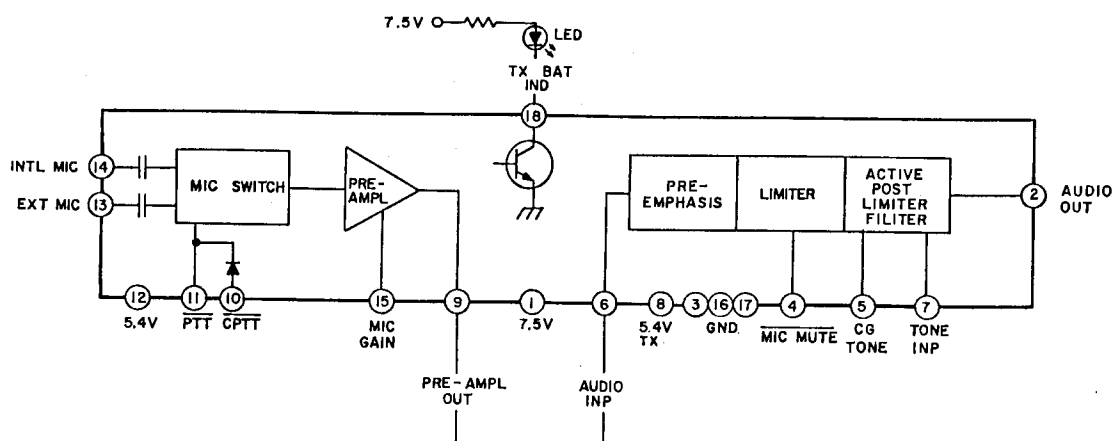 7.5V
LED
TX BAT
IND
18
INTL MIC
14
EXT MIC
13
MIC SWITCH
PRE-
AMPL
PRE-
EMPHASIS
LIMITER
ACTIVE
POST
LIMITER
FILITER
2
AUDIO
OUT
12
5.4V
11
PTT
10
CPTT
15
MIC
GAIN
9
1
7.5V
6
8
5.4V
TX
3
16
17
GND.
4
MIC MUTE
5
CG
TONE
7
TONE
INP
PRE-AMPL
OUT
AUDIO
INP